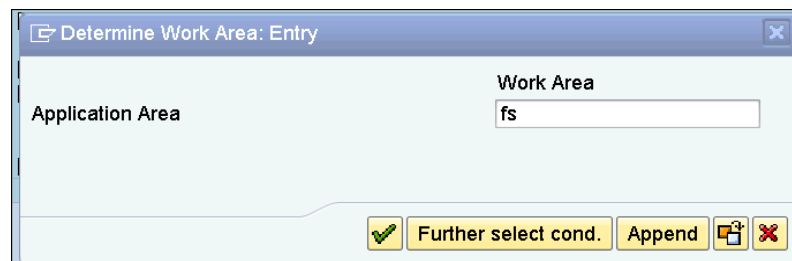 Determine Work Area: Entry
Work Area
Application Area
fs
Further select cond.
Append